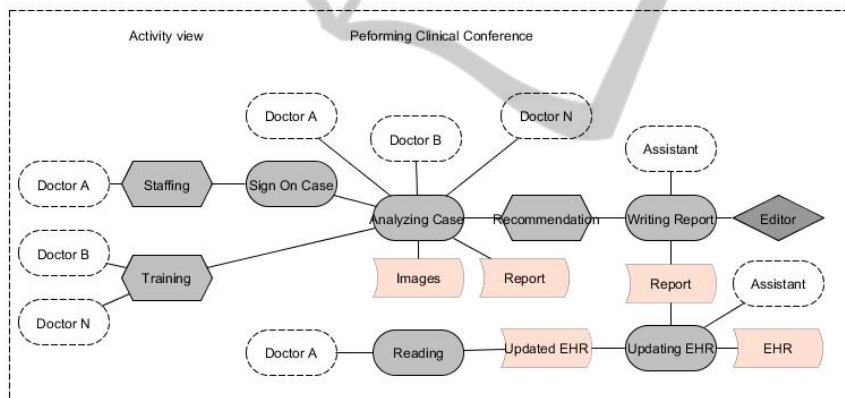 Activity view
Peforming Clinical Conference
Doctor A
Doctor B
Doctor N
Assistant
Doctor A
Staffing
Sign On Case
Analyzing Case
Recommendation
Writing Report
Editor
Doctor B
Training
Images
Report
Report
Assistant
Doctor N
Doctor A
Reading
Updated EHR
Updating EHR
EHR